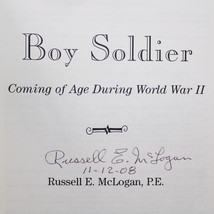 Boy Soldier
Coming of Age During World War II
Russell E. McLogan
11-12-08
Russell E. McLogan, P.E.